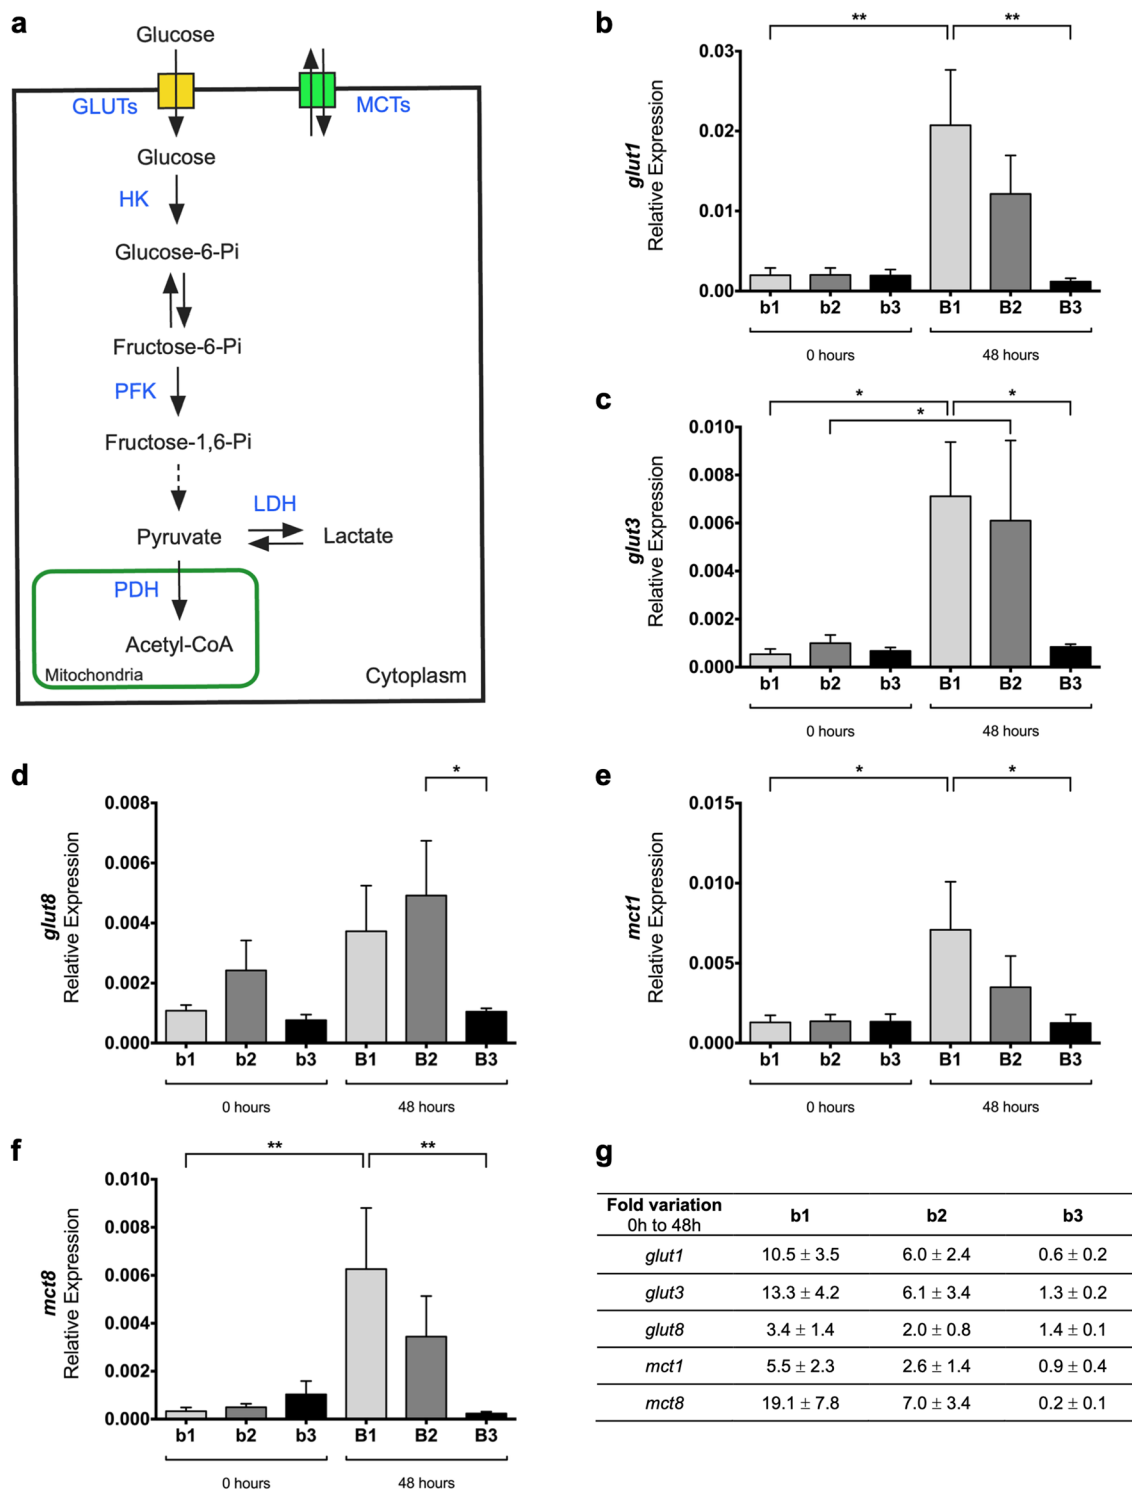 a
Glucose
GLUTs
MCTs
Glucose
HK
Glucose-6-Pi
Fructose-6-Pi
PFK
Fructose-1,6-Pi
LDH
Pyruvate
Lactate
PDH
Acetyl-CoA
Mitochondria
Cytoplasm
b
** **
glut1
Relative Expression
0.03
0.02
0.01
0.00
b1 b2 b3 B1 B2 B3
0 hours 48 hours
c
* *
*
glut3
Relative Expression
0.010
0.008
0.006
0.004
0.002
0.000
b1 b2 b3 B1 B2 B3
0 hours 48 hours
d
*
glut8
Relative Expression
0.008
0.006
0.004
0.002
0.000
b1 b2 b3 B1 B2 B3
0 hours 48 hours
e
* *
mct1
Relative Expression
0.015
0.010
0.005
0.000
b1 b2 b3 B1 B2 B3
0 hours 48 hours
f
** **
mct8
Relative Expression
0.010
0.008
0.006
0.004
0.002
0.000
b1 b2 b3 B1 B2 B3
0 hours 48 hours
g
Fold variation
0h to 48h b1 b2 b3
glut1 10.5 ± 3.5 6.0 ± 2.4 0.6 ± 0.2
glut3 13.3 ± 4.2 6.1 ± 3.4 1.3 ± 0.2
glut8 3.4 ± 1.4 2.0 ± 0.8 1.4 ± 0.1
mct1 5.5 ± 2.3 2.6 ± 1.4 0.9 ± 0.4
mct8 19.1 ± 7.8 7.0 ± 3.4 0.2 ± 0.1